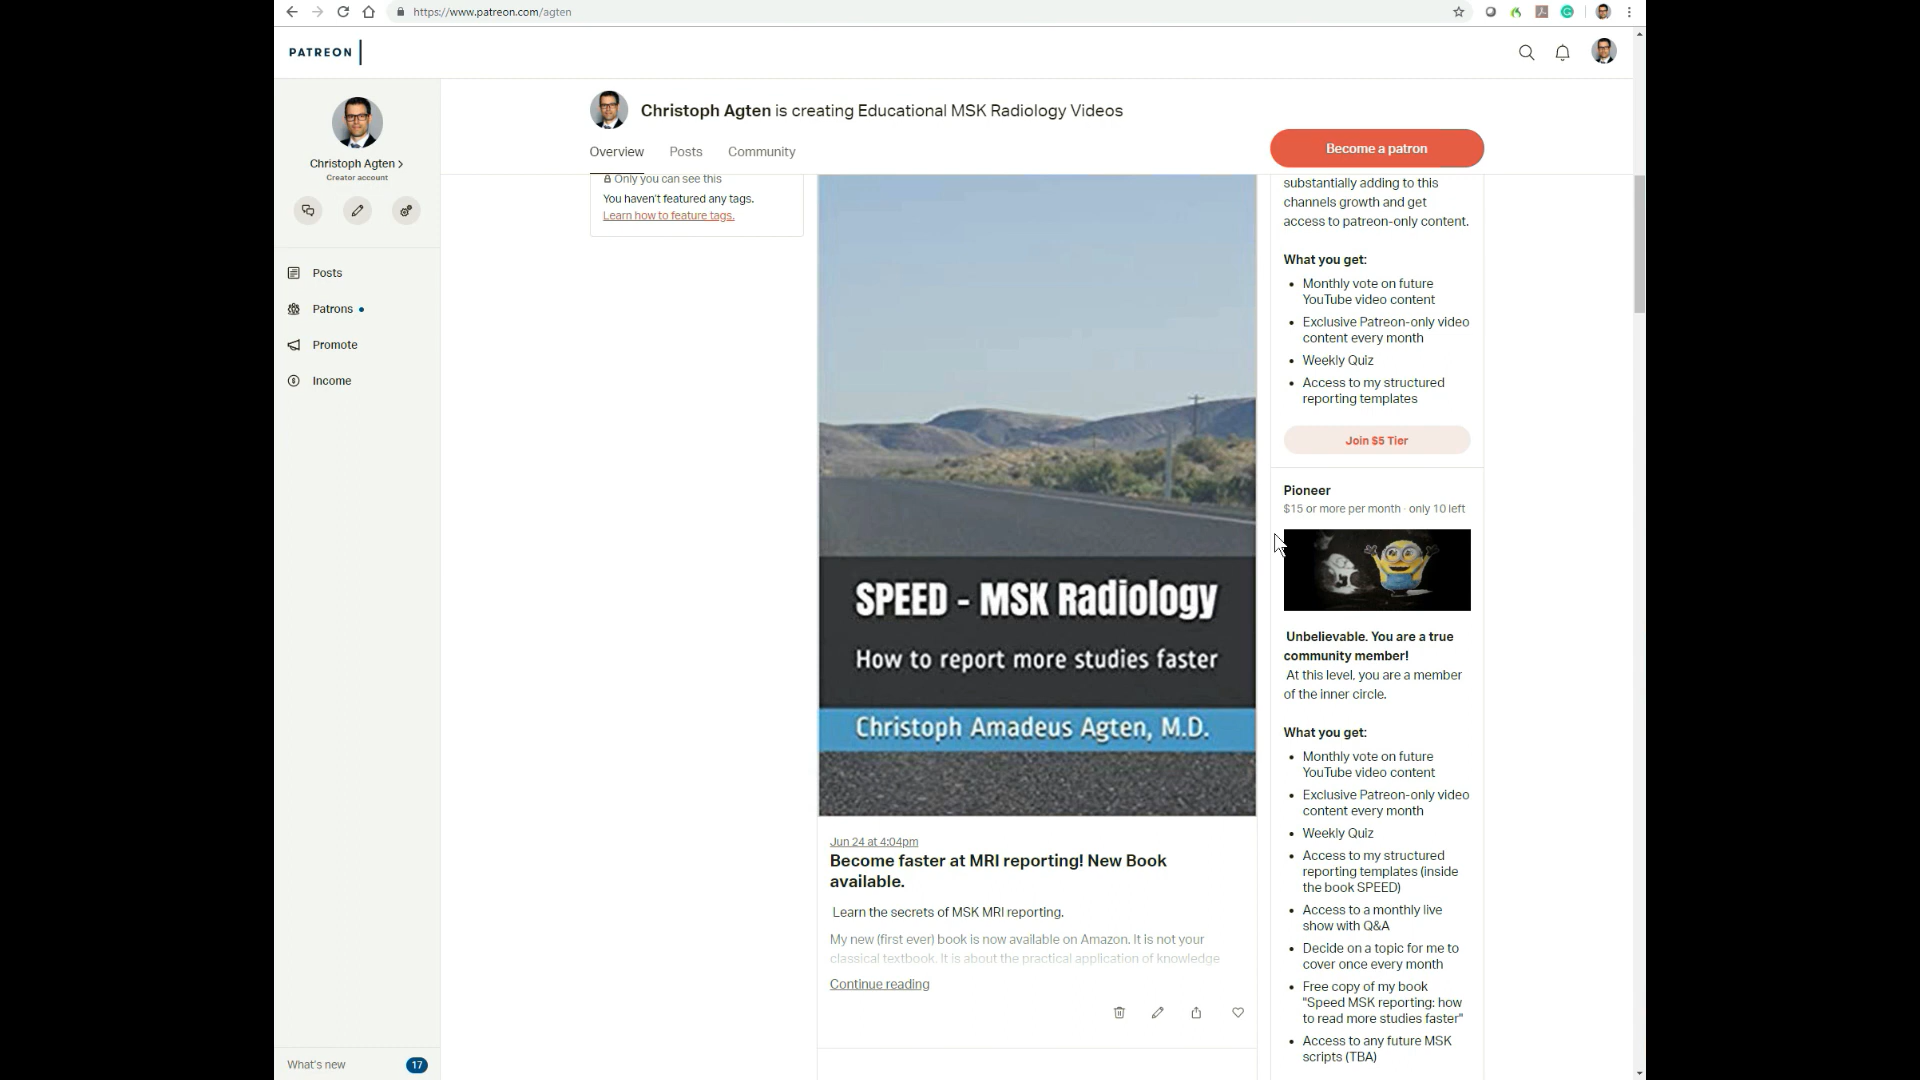 https://www.patreon.com/agten
PATREON
Christoph Agten is creating Educational MSK Radiology Videos
Overview
Posts
Community
Become a patron
Christoph Agten
Creator account
Posts
Patrons
Promote
Income
What's new
17
Only you can see this
You haven't featured any tags.
Learn how to feature tags.
SPEED - MSK Radiology
How to report more studies faster
Christoph Amadeus Agten, M.D.
Jun 24 at 4:04pm
Become faster at MRI reporting! New Book
available.
Learn the secrets of MSK MRI reporting.
My new (first ever) book is now available on Amazon. It is not your
classical textbook. It is about the practical application of knowledge
Continue reading
substantially adding to this
channels growth and get
access to patreon-only content.
What you get:
• Monthly vote on future
YouTube video content
• Exclusive Patreon-only video
content every month
• Weekly Quiz
• Access to my structured
reporting templates
Join $5 Tier
Pioneer
$15 or more per month · only 10 left
Unbelievable. You are a true
community member!
At this level, you are a member
of the inner circle.
What you get:
• Monthly vote on future
YouTube video content
• Exclusive Patreon-only video
content every month
• Weekly Quiz
• Access to my structured
reporting templates (inside
the book SPEED)
• Access to a monthly live
show with Q&A
• Decide on a topic for me to
cover once every month
• Free copy of my book
"Speed MSK reporting: how
to read more studies faster"
• Access to any future MSK
scripts (TBA)